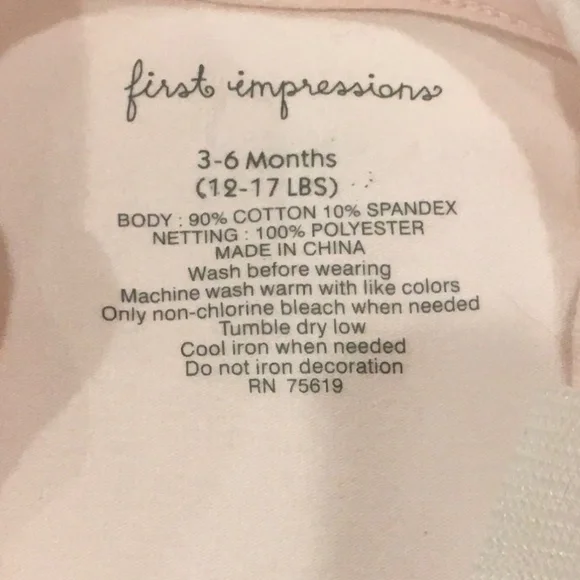 first impressions
3-6 Months
(12-17 LBS)
BODY : 90% COTTON 10% SPANDEX
NETTING : 100% POLYESTER
MADE IN CHINA
Wash before wearing
Machine wash warm with like colors
Only non-chlorine bleach when needed
Tumble dry low
Cool iron when needed
Do not iron decoration
RN 75619